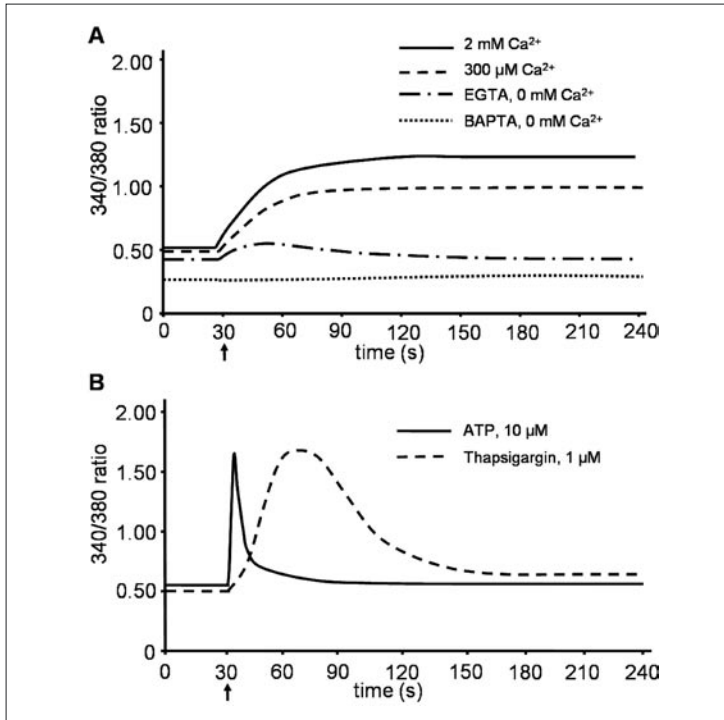 A
2 mM Ca²⁺
300 µM Ca²⁺
EGTA, 0 mM Ca²⁺
BAPTA, 0 mM Ca²⁺
340/380 ratio
2.00
1.50
1.00
0.50
0
0 30 60 90 120 150 180 210 240
time (s)
B
ATP, 10 µM
Thapsigargin, 1 µM
340/380 ratio
2.00
1.50
1.00
0.50
0.00
0 30 60 90 120 150 180 210 240
time (s)